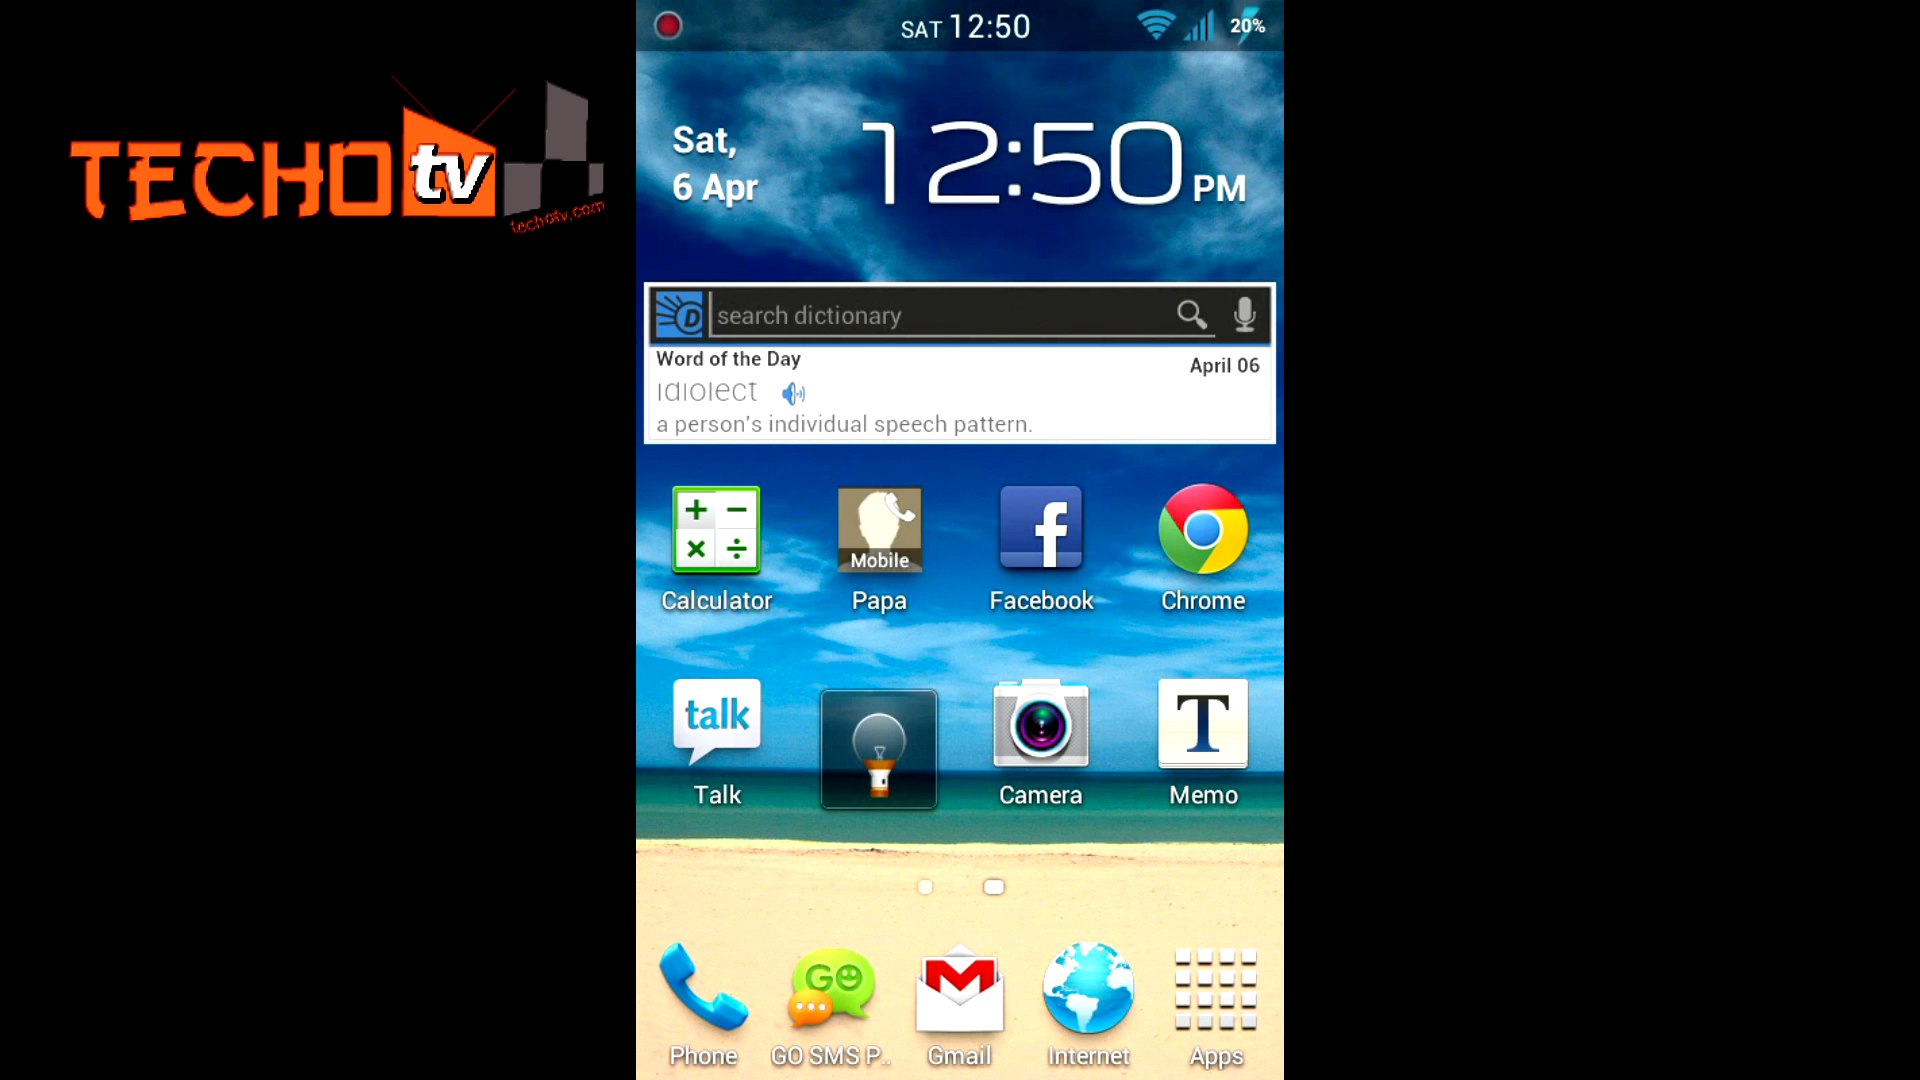 TECHO tv
techotv.com
SAT 12:50
20%
Sat,
6 Apr
12:50 PM
search dictionary
Word of the Day
April 06
idiolect
a person's individual speech pattern.
Mobile
Calculator
Papa
Facebook
Chrome
talk
T
Talk
Camera
Memo
GO
Phone
GO SMS P..
Gmail
Internet
Apps